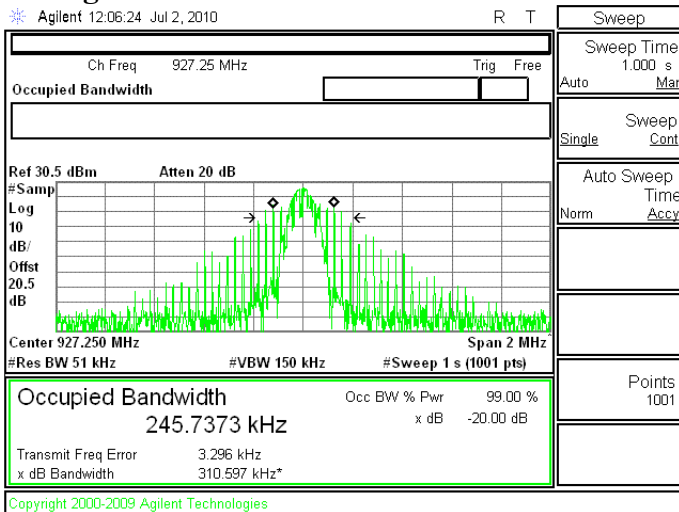 Agilent 12:06:24 Jul 2, 2010 R T
Ch Freq 927.25 MHz Trig Free
Occupied Bandwidth
Ref 30.5 dBm Atten 20 dB
#Samp
Log
10
dB/
Offst
20.5
dB
Center 927.250 MHz Span 2 MHz
#Res BW 51 kHz #VBW 150 kHz #Sweep 1 s (1001 pts)
Occupied Bandwidth Occ BW % Pwr 99.00 %
245.7373 kHz x dB -20.00 dB
Transmit Freq Error 3.296 kHz
x dB Bandwidth 310.597 kHz*
Copyright 2000-2009 Agilent Technologies
Sweep
Sweep Time
1.000 s
Auto Man
Sweep
Single Cont
Auto Sweep
Time
Norm Accy
Points
1001